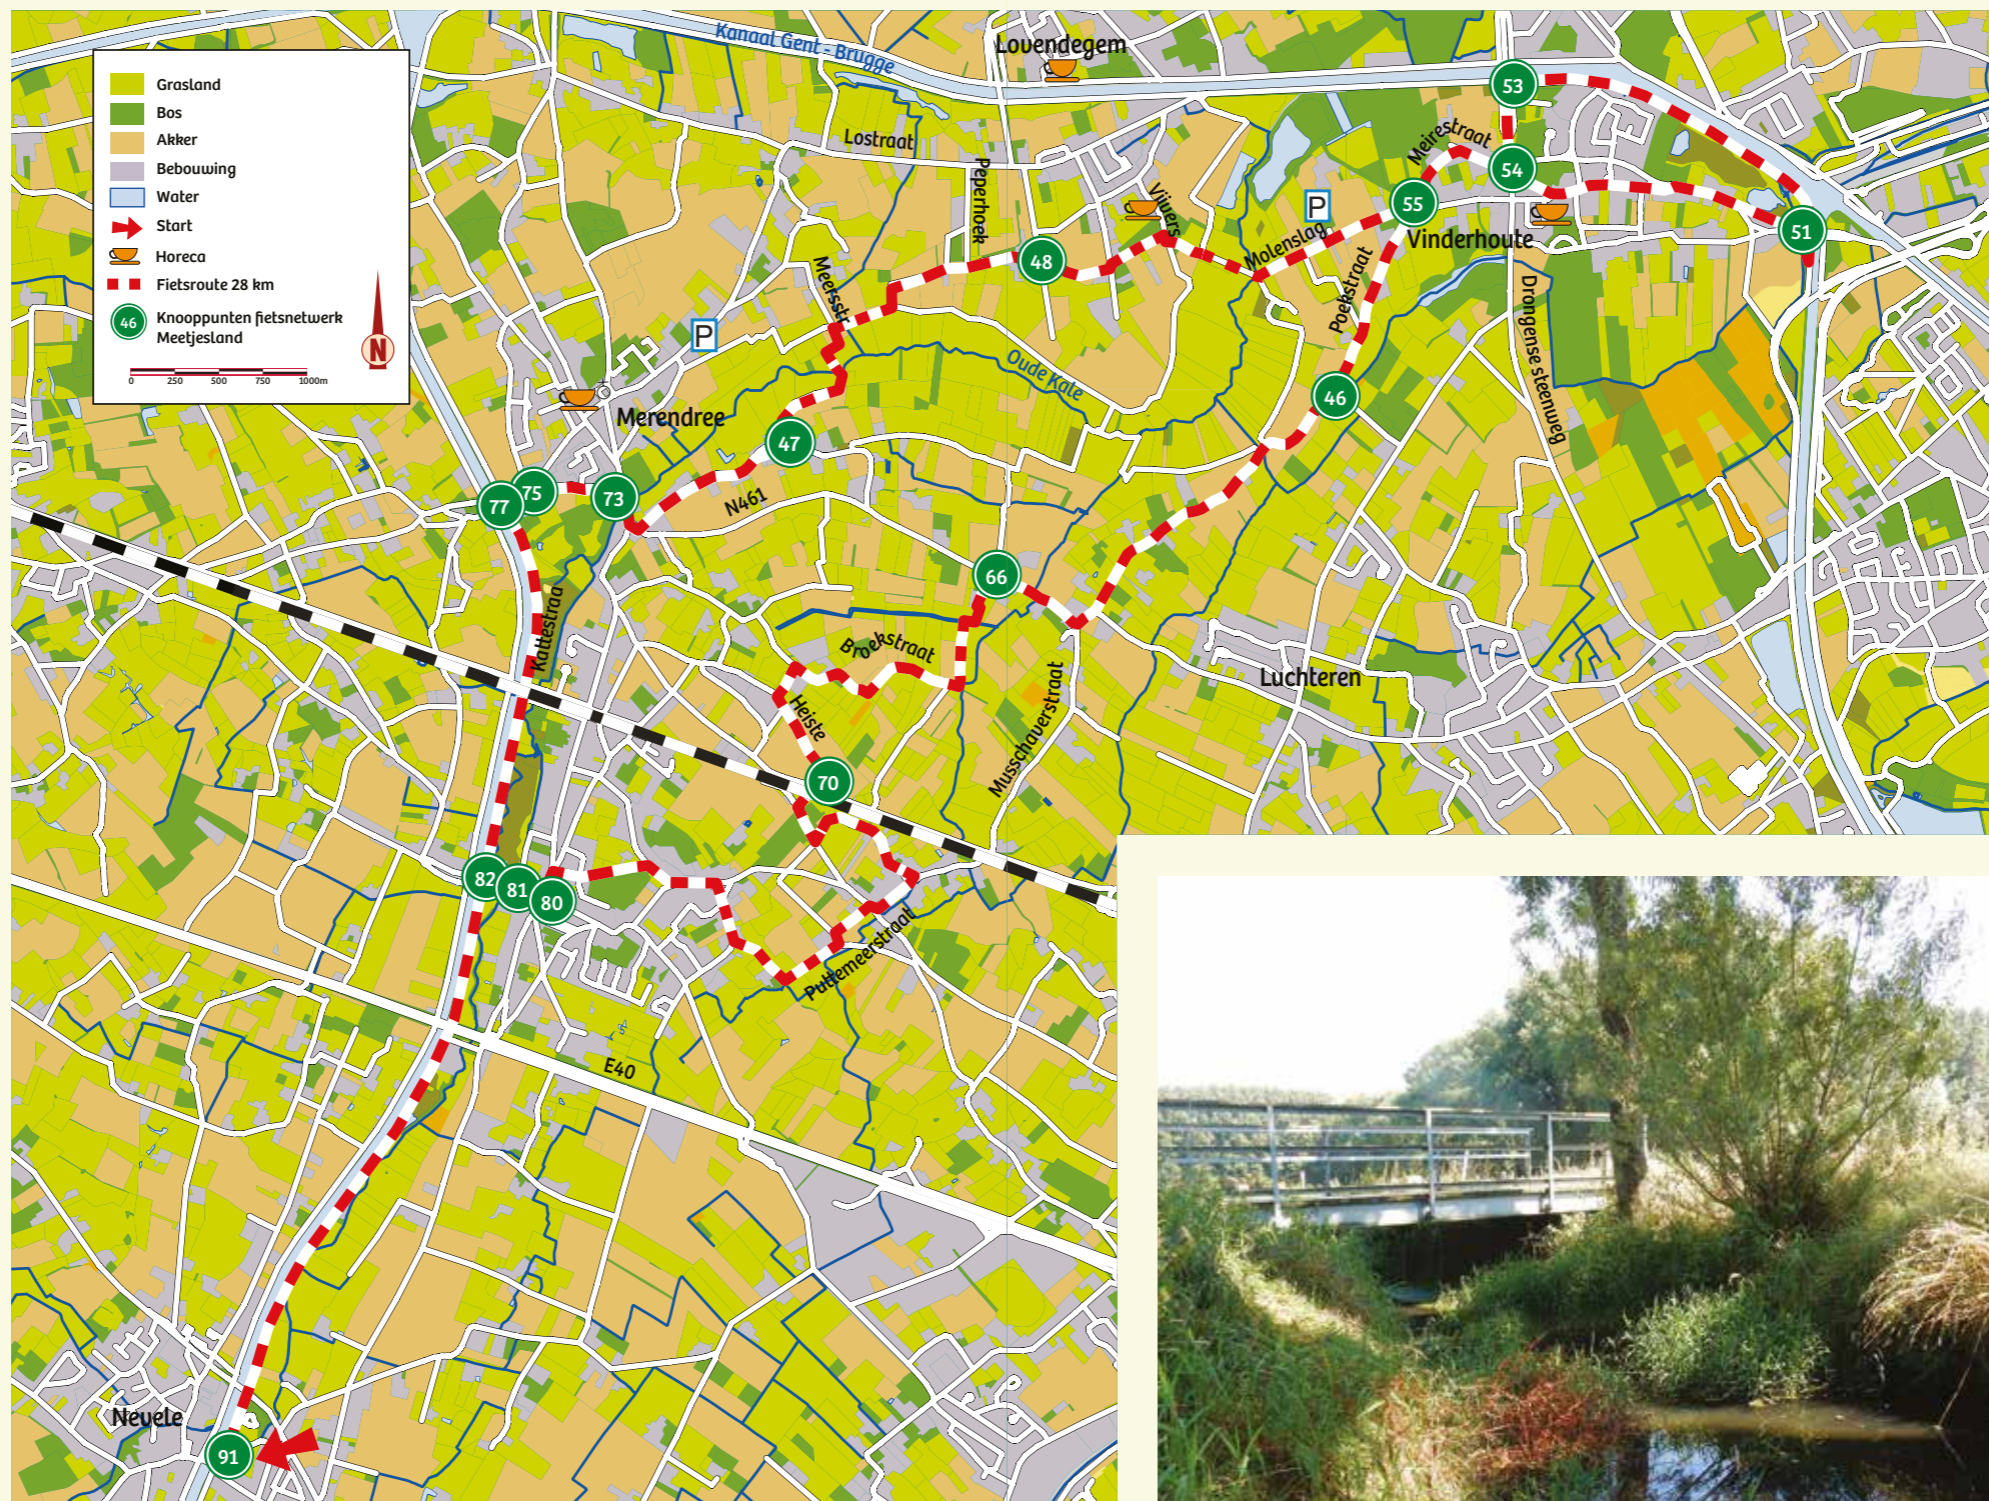 Grasland
Bos
Akker
Bebouwing
Water
Start
Horeca
Fietsroute 28 km
46
Knooppunten fietsnetwerk
Meetjesland
N
0 250 500 750 1000m
Kanaal Gent - Brugge
Lovendegem
53
Lostraat
Peperhoek
Meirestraat
54
Vijvers
P
55
Vinderhoute
51
48
Molenslag
Meersstr
Poekstraat
Drongense steenweg
P
Oude Kale
46
Merendree
47
N461
75
77
73
66
Kattestraa
Broekstraat
Luchteren
Musschaverstraat
Heiste
70
82
81
80
Puttemeerstraat
E40
Nevele
91